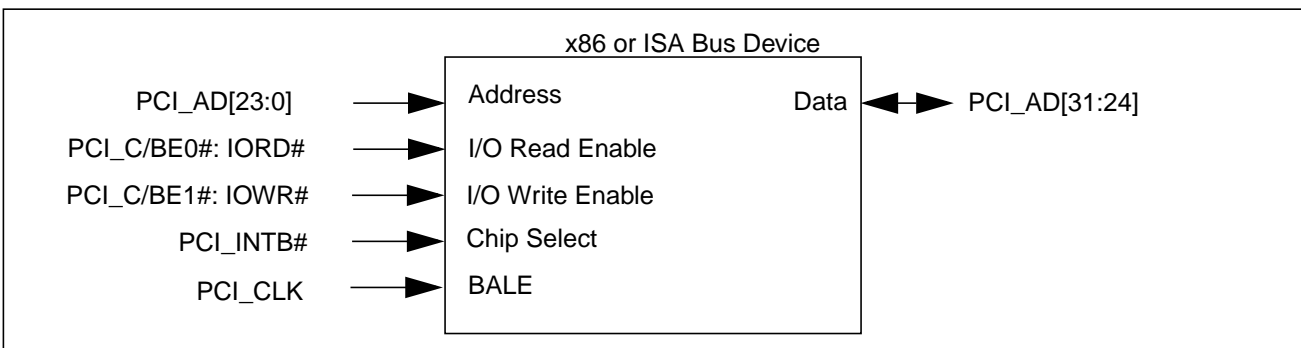 x86 or ISA Bus Device
PCI_AD[23:0] Address Data PCI_AD[31:24]
PCI_C/BE0#: IORD# I/O Read Enable
PCI_C/BE1#: IOWR# I/O Write Enable
PCI_INTB# Chip Select
PCI_CLK BALE